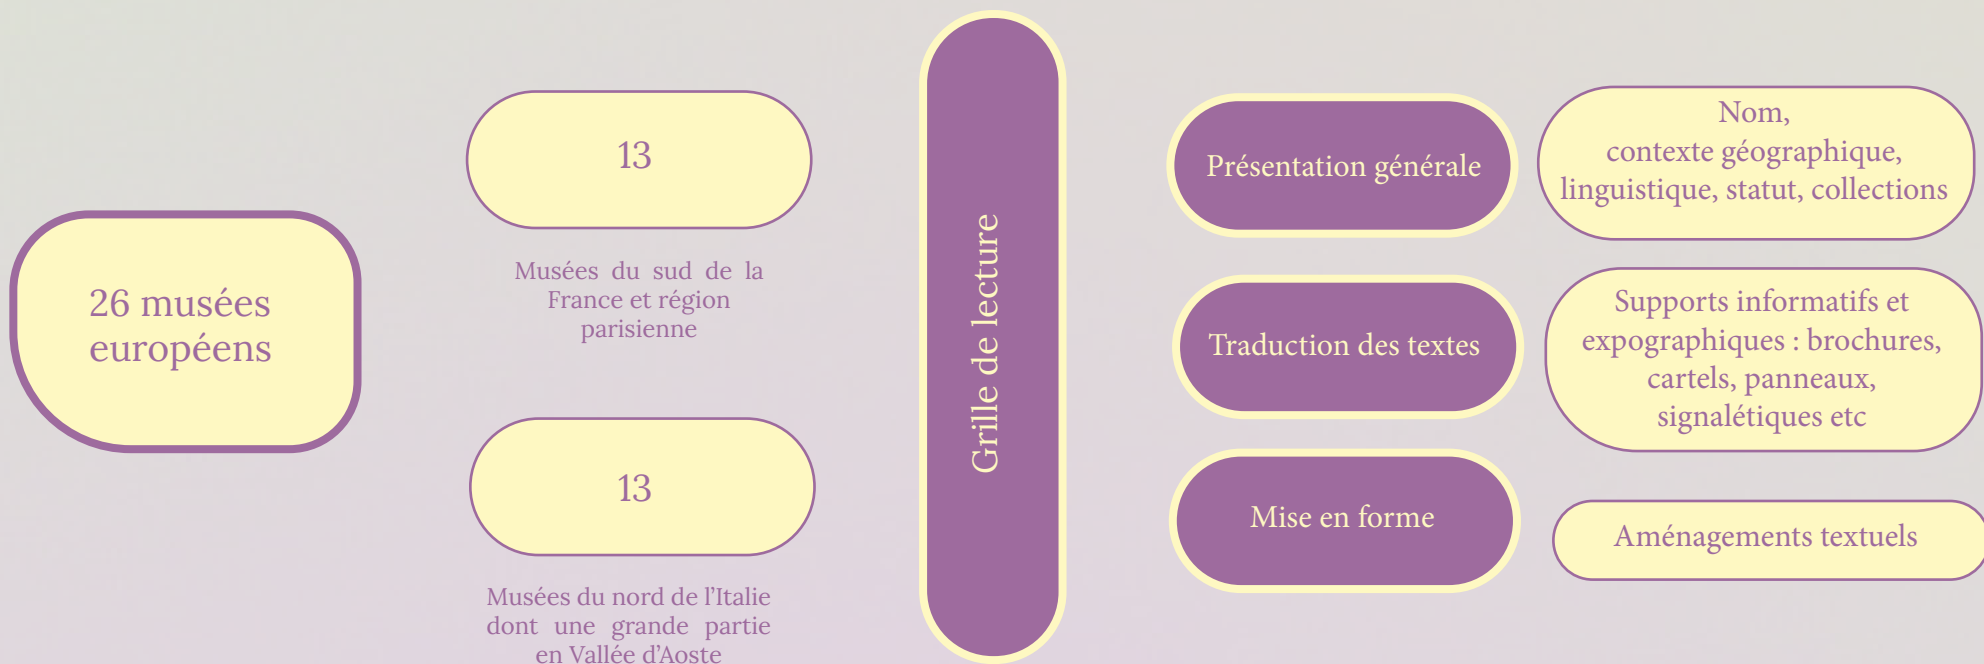 26 musées
européens
13
Musées du sud de la
France et région
parisienne
13
Musées du nord de l'Italie
dont une grande partie
en Vallée d'Aoste
Grille de lecture
Présentation générale
Nom,
contexte géographique,
linguistique, statut, collections
Traduction des textes
Supports informatifs et
expographiques : brochures,
cartels, panneaux,
signalétiques etc
Mise en forme
Aménagements textuels